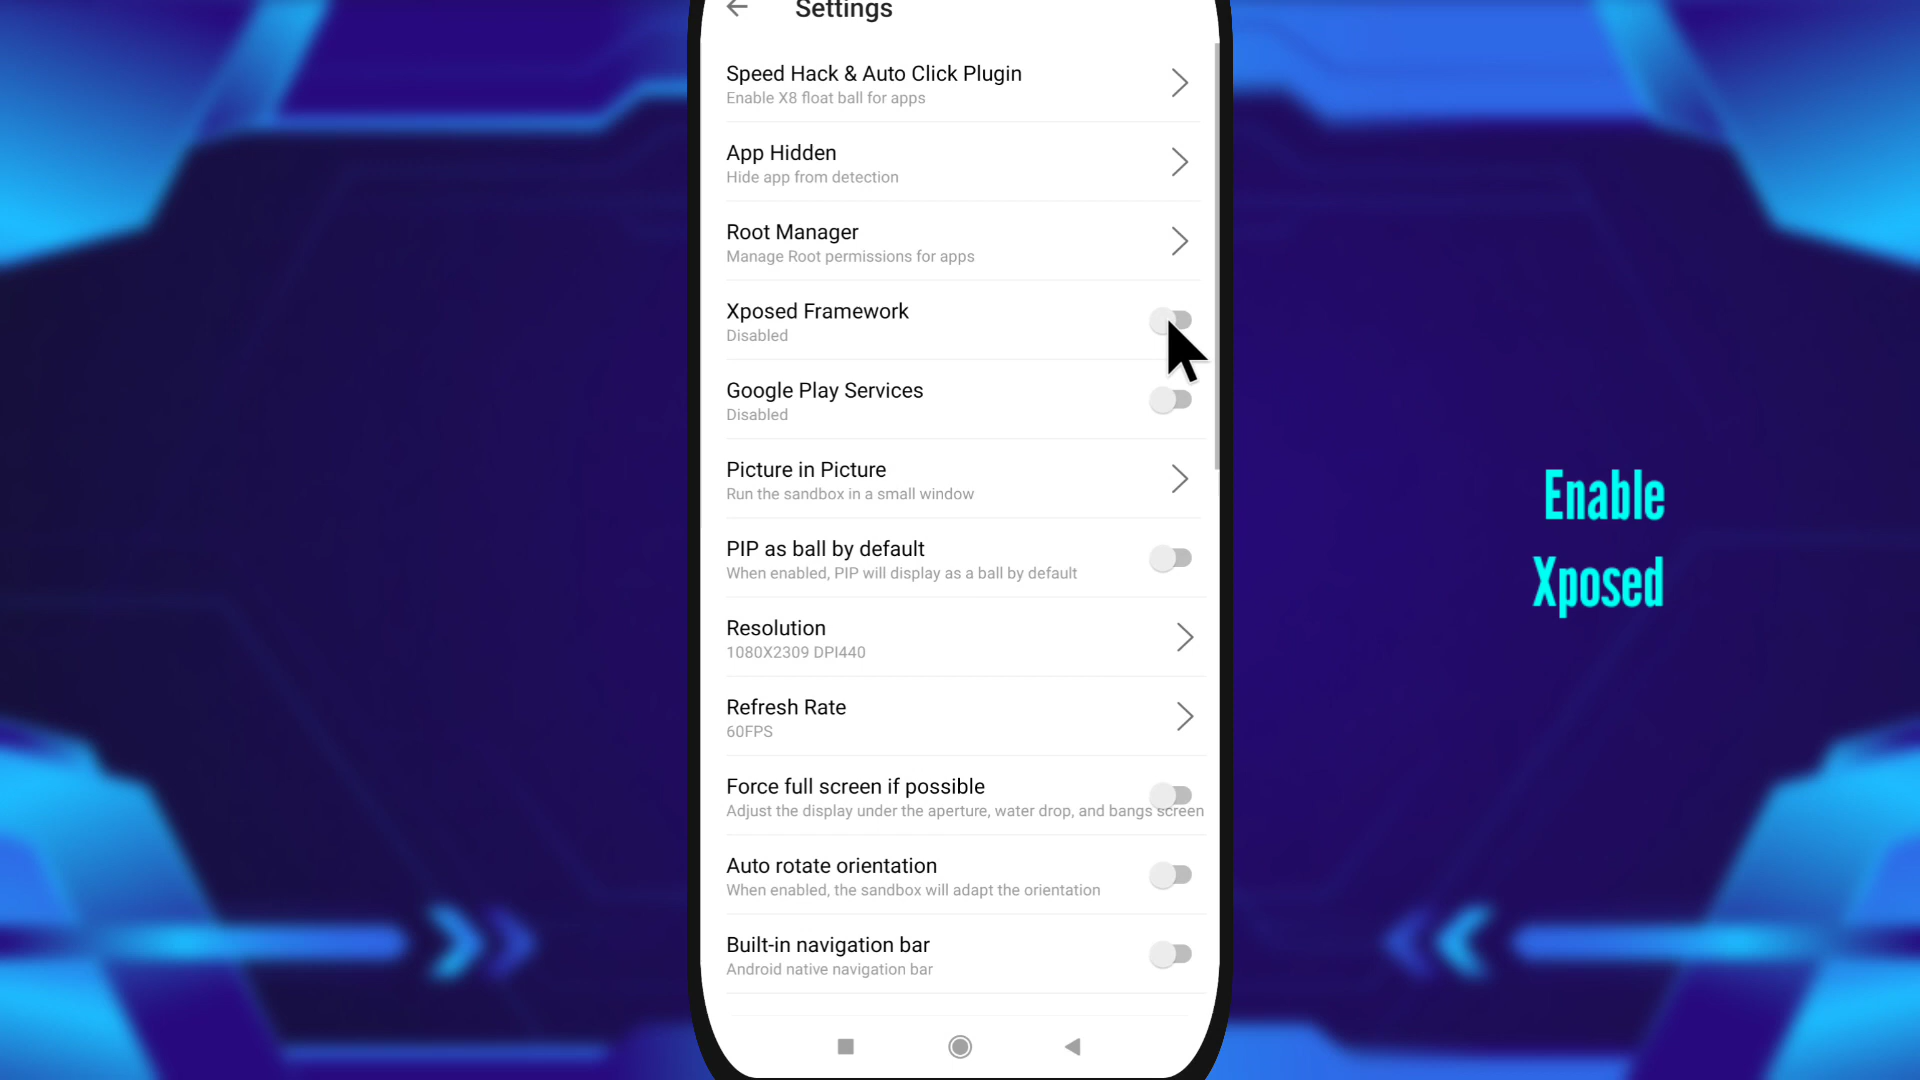 Settings
Speed Hack & Auto Click Plugin
Enable X8 float ball for apps
App Hidden
Hide app from detection
Root Manager
Manage Root permissions for apps
Xposed Framework
Disabled
Google Play Services
Disabled
Picture in Picture
Run the sandbox in a small window
PIP as ball by default
When enabled, PIP will display as a ball by default
Resolution
1080X2309 DPI440
Refresh Rate
60FPS
Force full screen if possible
Adjust the display under the aperture, water drop, and bangs screen
Auto rotate orientation
When enabled, the sandbox will adapt the orientation
Built-in navigation bar
Android native navigation bar
Enable
Xposed